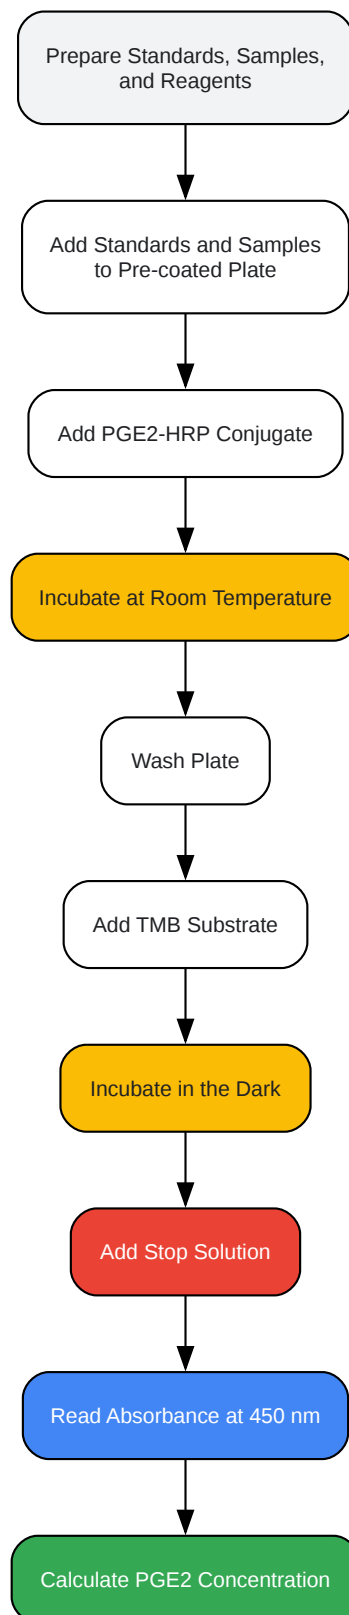 Prepare Standards, Samples,
and Reagents
Add Standards and Samples
to Pre-coated Plate
Add PGE2-HRP Conjugate
Incubate at Room Temperature
Wash Plate
Add TMB Substrate
Incubate in the Dark
Add Stop Solution
Read Absorbance at 450 nm
Calculate PGE2 Concentration